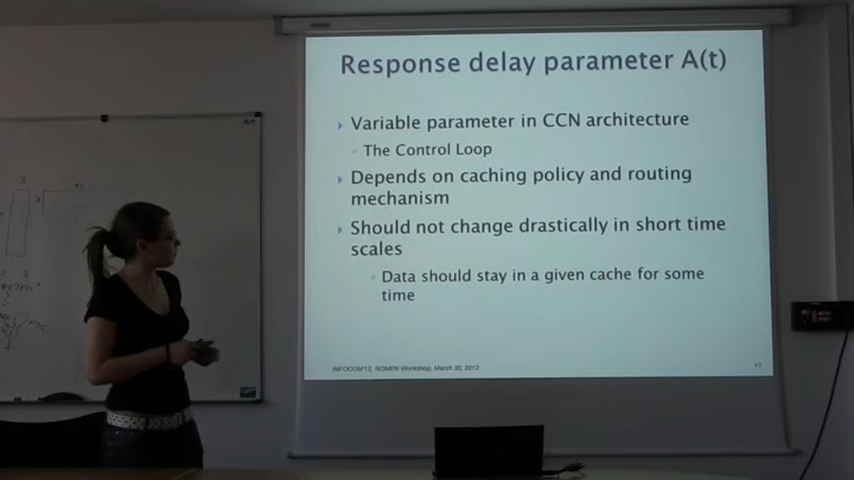 Response delay parameter A(t)
Variable parameter in CCN architecture
The Control Loop
Depends on caching policy and routing
mechanism
Should not change drastically in short time
scales
Data should stay in a given cache for some
time
INFOCOM'12, NOMEN Workshop, March 30, 2012